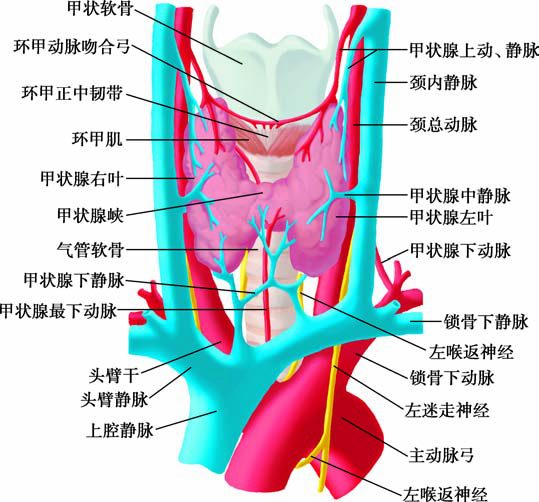 甲状软骨
环甲动脉吻合弓
环甲正中韧带
环甲肌
甲状腺右叶
甲状腺峡
气管软骨
甲状腺下静脉
甲状腺最下动脉
头臂干
头臂静脉
上腔静脉
甲状腺上动、静脉
颈内静脉
颈总动脉
甲状腺中静脉
甲状腺左叶
甲状腺下动脉
锁骨下静脉
左喉返神经
锁骨下动脉
左迷走神经
主动脉弓
左喉返神经